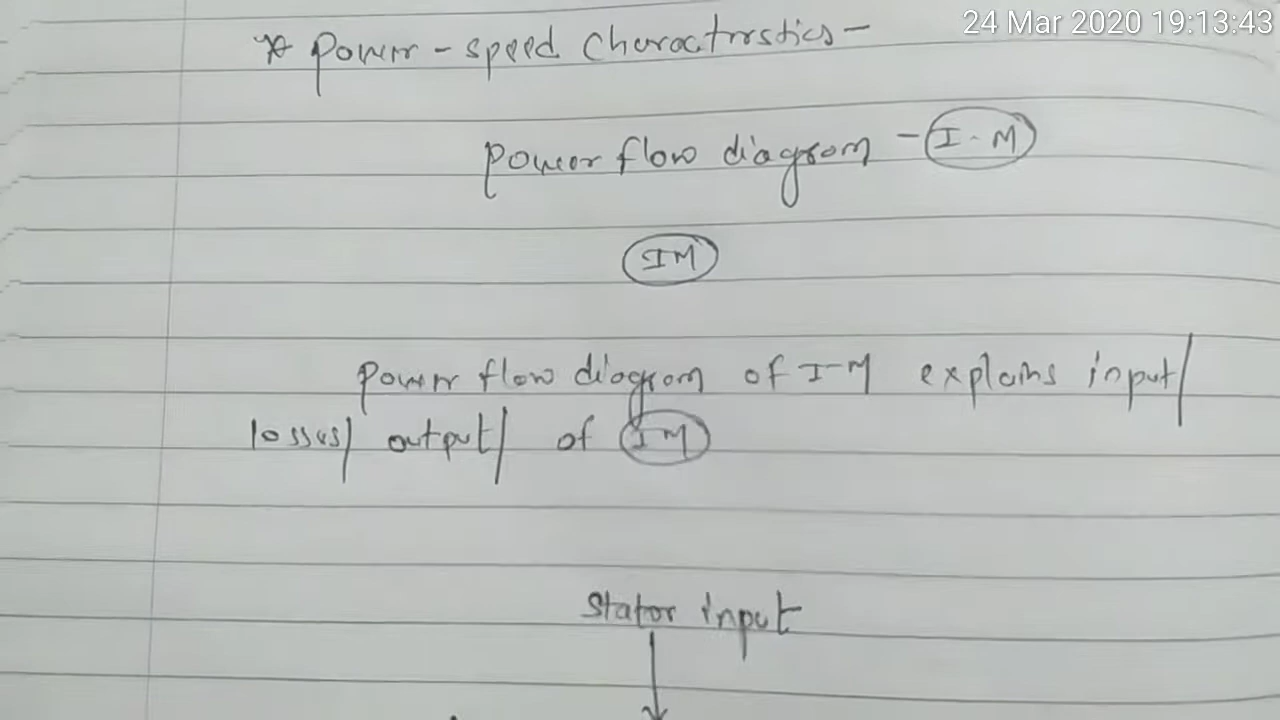 24 Mar 2020 19:13:43
* Power - speed Charactrrstics -
Power flow diagram - I-M
IM
Power flow diagram of I-M explains input/
losses/ output/ of IM
Stator input